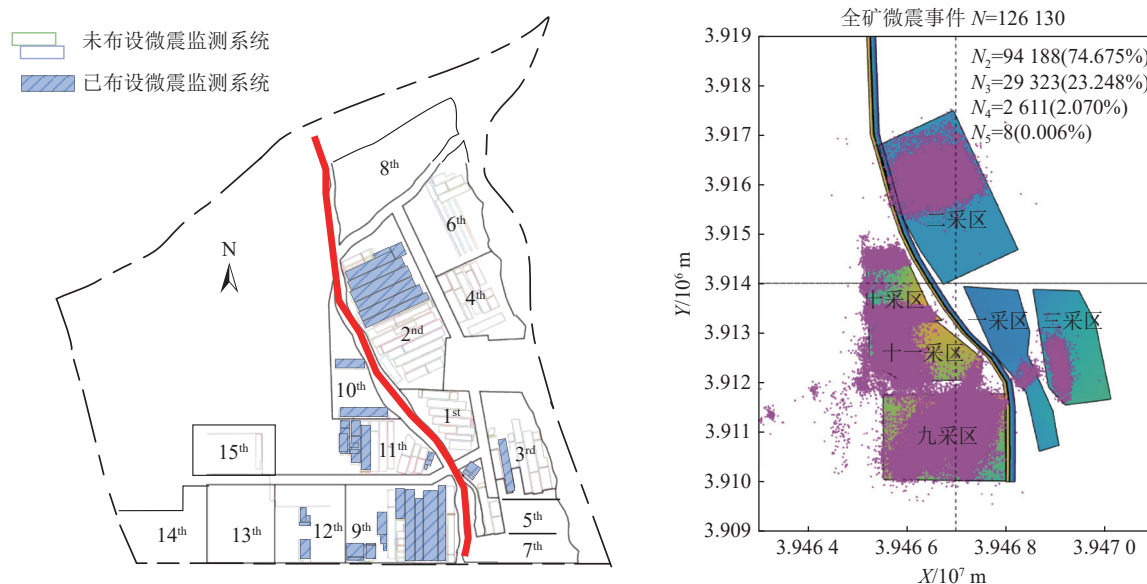 未布设微震监测系统
已布设微震监测系统
N
8th
6th
4th
2nd
10th
1st
11th
3rd
15th
5th
14th
13th
12th
9th
7th
全矿微震事件 N=126 130
N2=94 188(74.675%)
N3=29 323(23.248%)
N4=2 611(2.070%)
N5=8(0.006%)
3.919
3.918
3.917
3.916
3.915
3.914
3.913
3.912
3.911
3.910
3.909
Y/10^6 m
二采区
十采区
一采区
三采区
十一采区
九采区
3.946 4
3.946 6
3.946 8
3.947 0
X/10^7 m